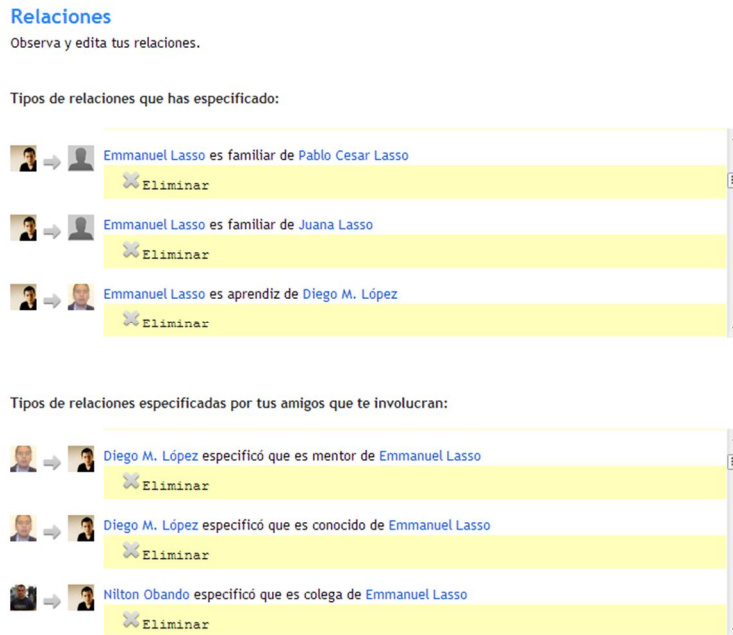 Relaciones
Observa y edita tus relaciones.
Tipos de relaciones que has especificado:
Emmanuel Lasso es familiar de Pablo Cesar Lasso
Eliminar
Emmanuel Lasso es familiar de Juana Lasso
Eliminar
Emmanuel Lasso es aprendiz de Diego M. López
Eliminar
Tipos de relaciones especificadas por tus amigos que te involucran:
Diego M. López especificó que es mentor de Emmanuel Lasso
Eliminar
Diego M. López especificó que es conocido de Emmanuel Lasso
Eliminar
Nilton Obando especificó que es colega de Emmanuel Lasso
Eliminar